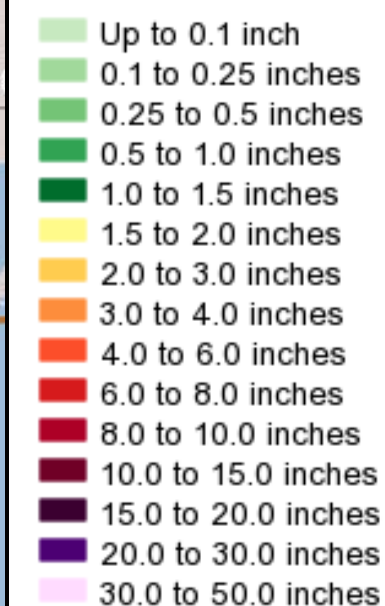 Up to 0.1 inch
0.1 to 0.25 inches
0.25 to 0.5 inches
0.5 to 1.0 inches
1.0 to 1.5 inches
1.5 to 2.0 inches
2.0 to 3.0 inches
3.0 to 4.0 inches
4.0 to 6.0 inches
6.0 to 8.0 inches
8.0 to 10.0 inches
10.0 to 15.0 inches
15.0 to 20.0 inches
20.0 to 30.0 inches
30.0 to 50.0 inches